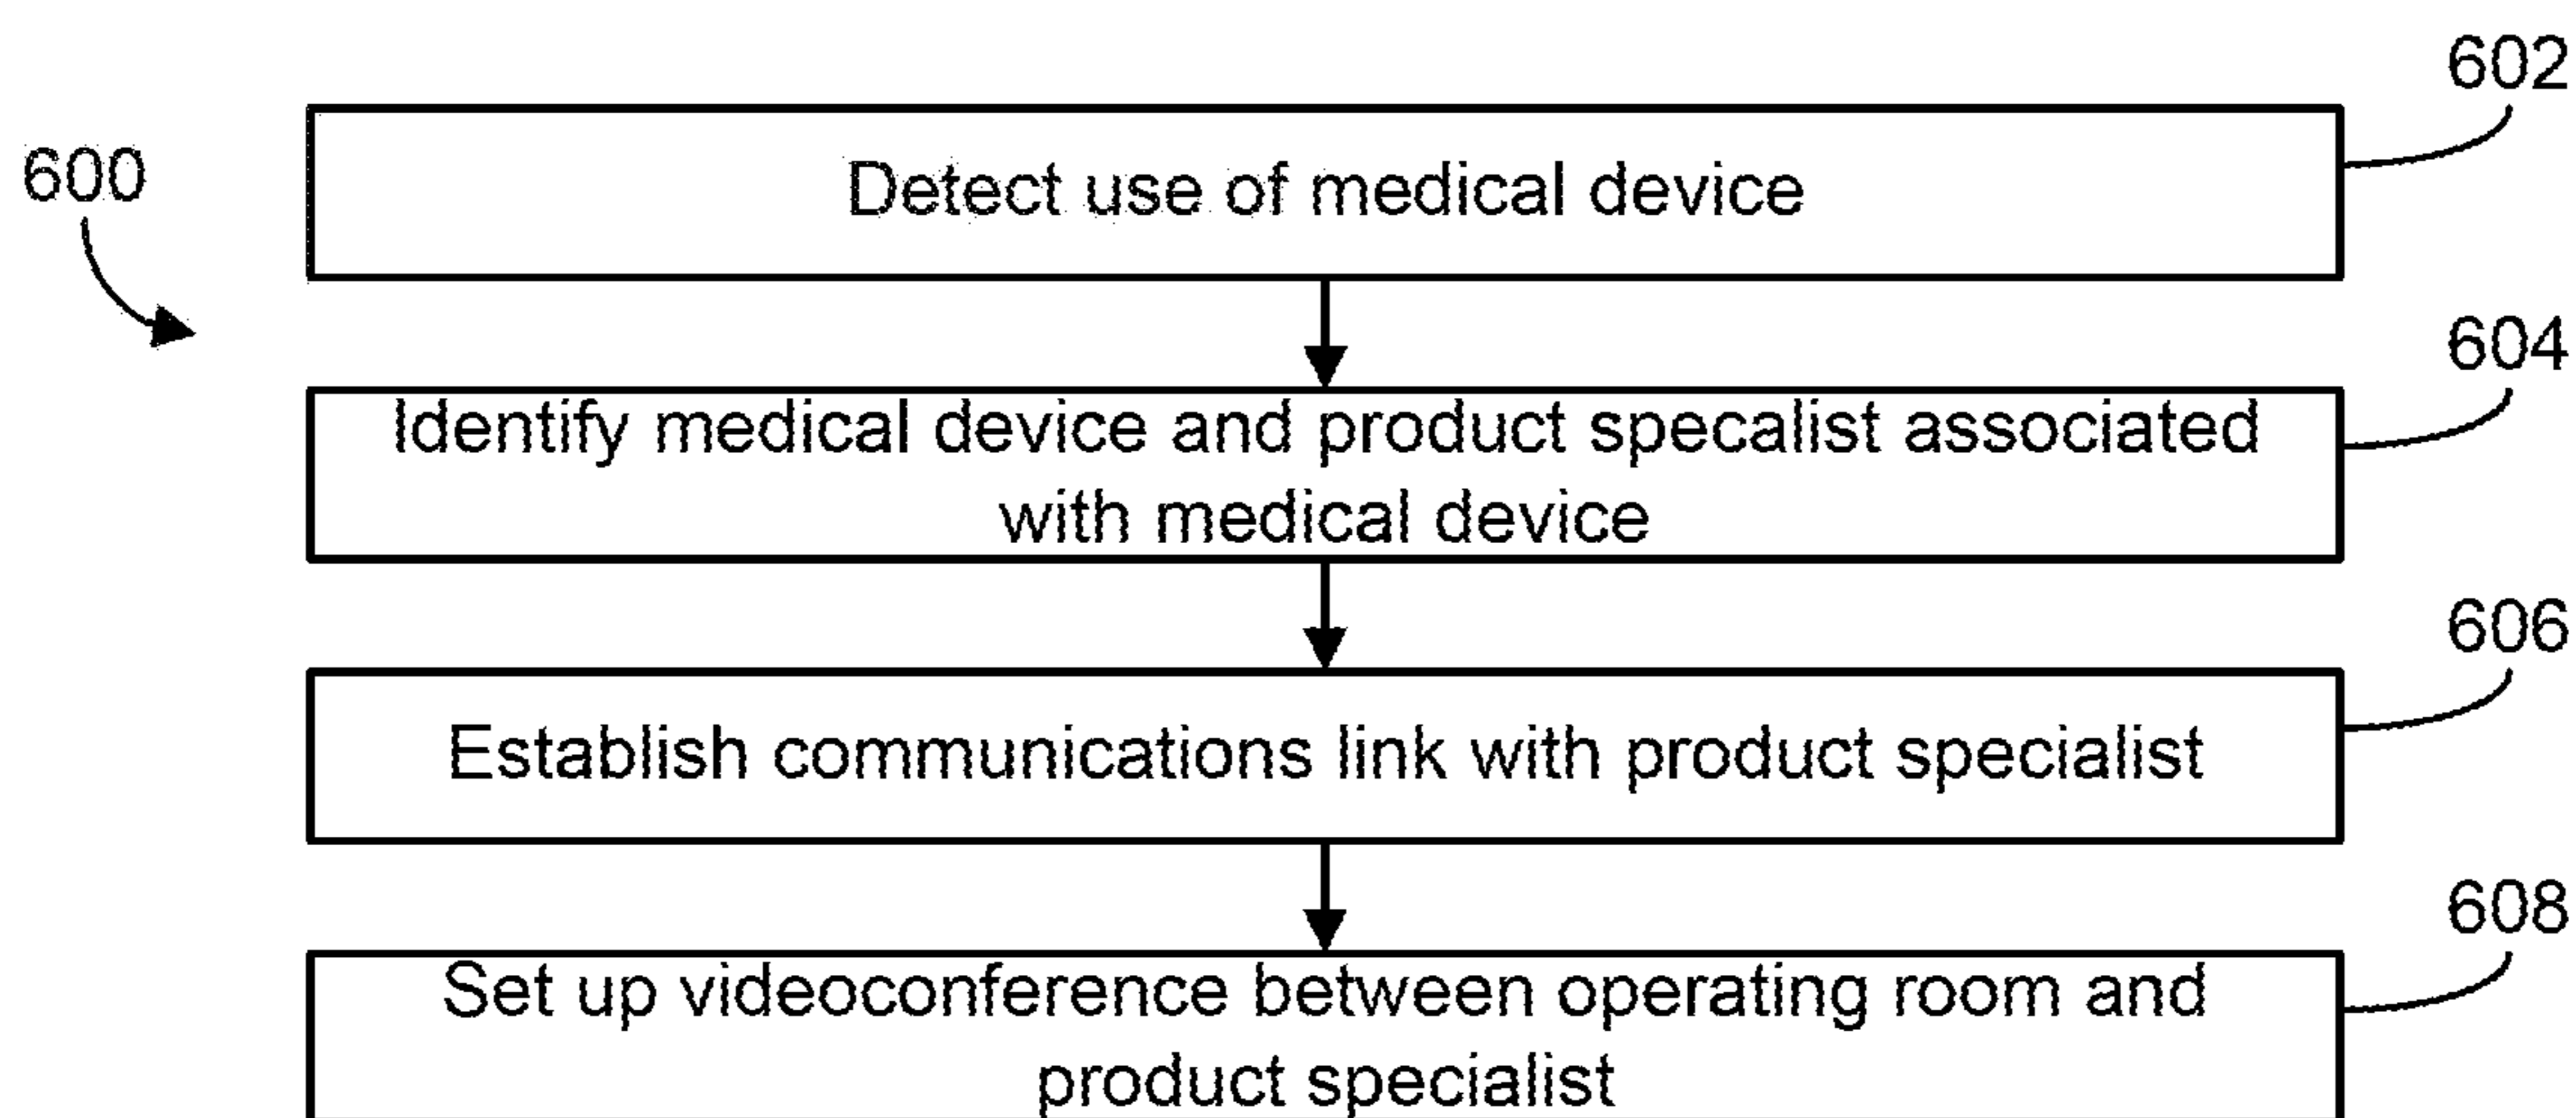 602
600
Detect use of medical device
604
Identify medical device and product specalist associated
with medical device
606
Establish communications link with product specialist
608
Set up videoconference between operating room and
product specialist